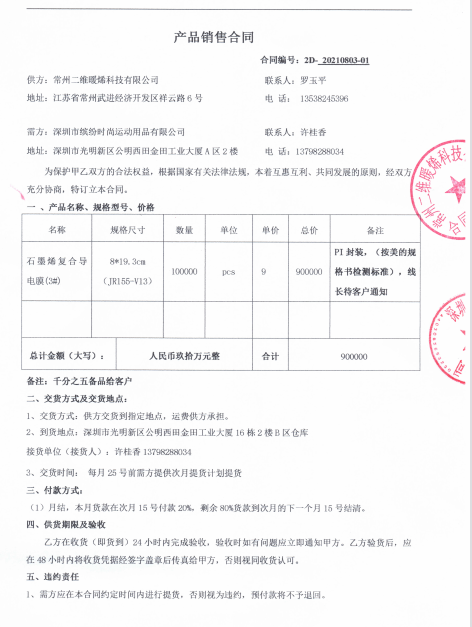 产品销售合同
合同编号：2D-_20210803-01
供方：常州二维暖烯科技有限公司 联系人：罗玉平
地址：江苏省常州武进经济开发区祥云路 6 号 电 话： 13538245396
需方：深圳市缤纷时尚运动用品有限公司 联系人：许桂香
地址：深圳市光明新区公明西田金田工业大厦 A 区 2 楼 电 话：13798288034
为保护甲乙双方的合法权益，根据国家有关法律法规，本着互惠互利、共同发展的原则，经双方
充分协商，特订立本合同。
一 、产品名称、规格型号、价格
名称 规格尺寸 数量 单位 单价 总价 备注
石墨烯复合导电膜(3#) 8*19.3cm（JR155-V13） 100000 pcs 9 900000 PI 封装，（按美的规格书检测标准），线长待客户通知
总计金额（大写）： 人民币玖拾万元整 合计 900000
备注：千分之五备品给客户
二、交货方式及交货地点：
1、交货方式：供方交货到指定地点，运费供方承担。
2、到货地点：深圳市光明新区公明西田金田工业大厦 16 栋 2 楼 B 区仓库
接货单位（接货人）：许桂香 13798288034
3、交货时间： 每月 25 号前需方提供次月提货计划提货
三、付款方式：
（1）月结，本月货款在次月 15 号付款 20%，剩余 80%货款到次月的下一个月 15 号结清。
四、供货期限及验收
乙方在收货（即货到）24 小时内完成验收，验收时如有问题应立即通知甲方。乙方验货后，应
在 48 小时内将收货凭据经签字盖章后传真给甲方，否则视同收货认可。
五、违约责任
1、需方应在本合同约定时间内进行提货，否则视为违约，预付款将不予退回。
常州二维暖烯科技
深圳